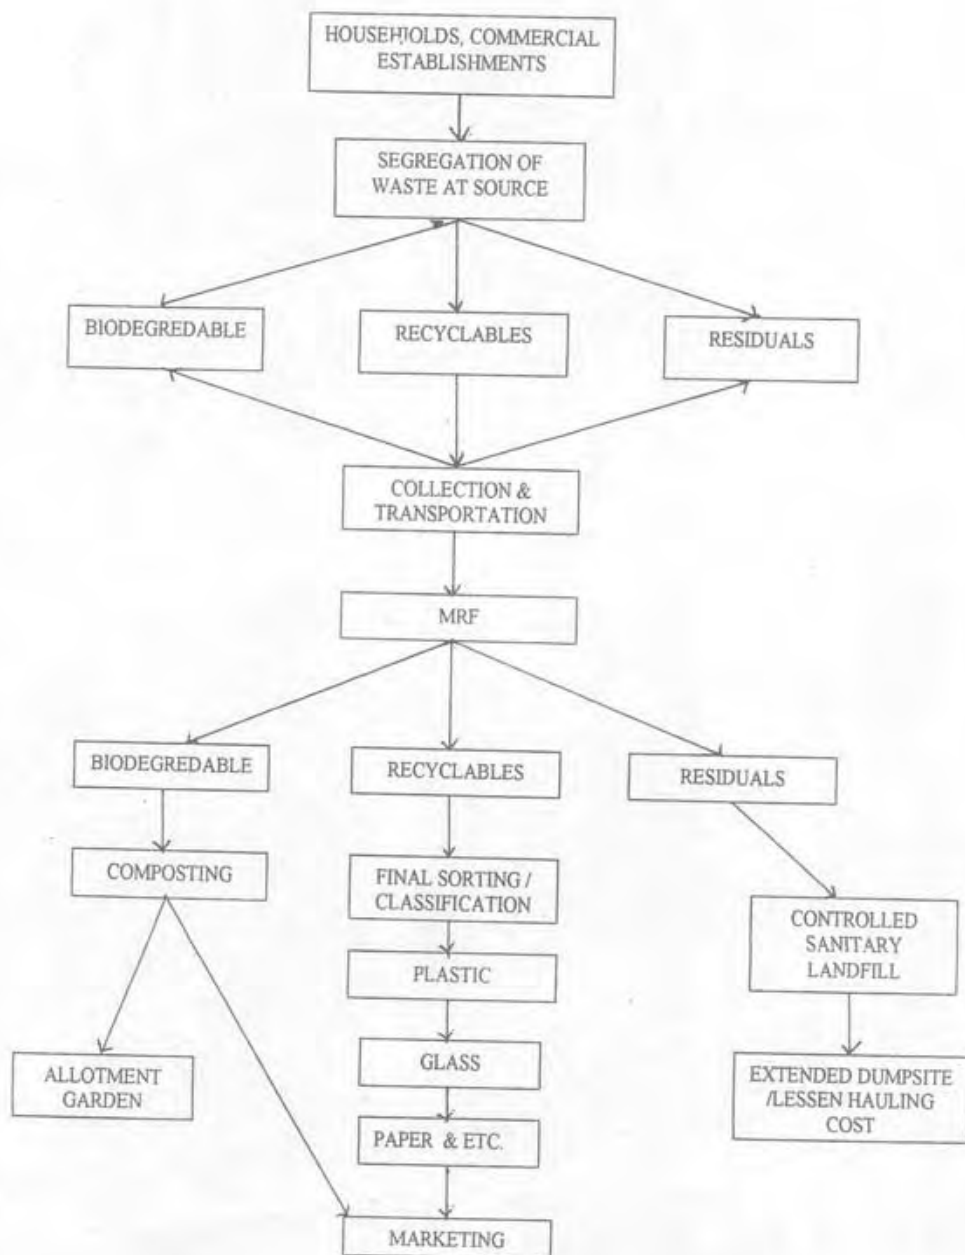 HOUSEHOLDS, COMMERCIAL
ESTABLISHMENTS
SEGREGATION OF
WASTE AT SOURCE
BIODEGREDABLE
RECYCLABLES
RESIDUALS
COLLECTION &
TRANSPORTATION
MRF
BIODEGREDABLE
RECYCLABLES
RESIDUALS
COMPOSTING
FINAL SORTING /
CLASSIFICATION
CONTROLLED
SANITARY
LANDFILL
PLASTIC
GLASS
ALLOTMENT
GARDEN
EXTENDED DUMPSITE
/LESSEN HAULING
COST
PAPER & ETC.
MARKETING